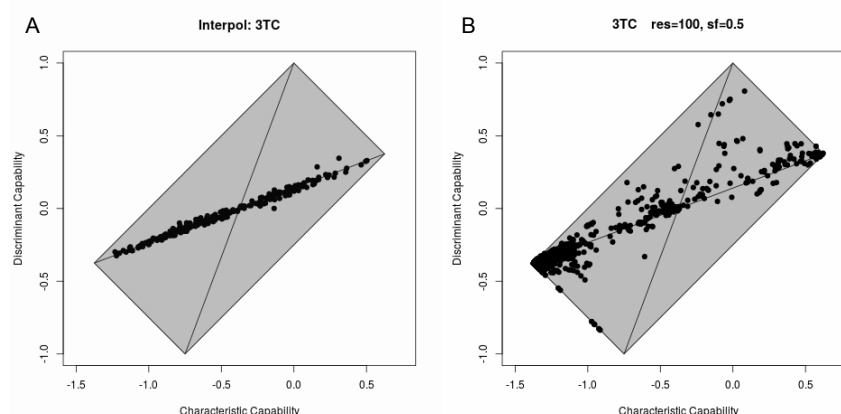 A
Interpol: 3TC
Discriminant Capability
1.0
0.5
0.0
-0.5
-1.0
-1.5
-1.0
-0.5
0.0
0.5
Characteristic Capability
B
3TC res=100, sf=0.5
Discriminant Capability
1.0
0.5
0.0
-0.5
-1.0
-1.5
-1.0
-0.5
0.0
0.5
Characteristic Capability